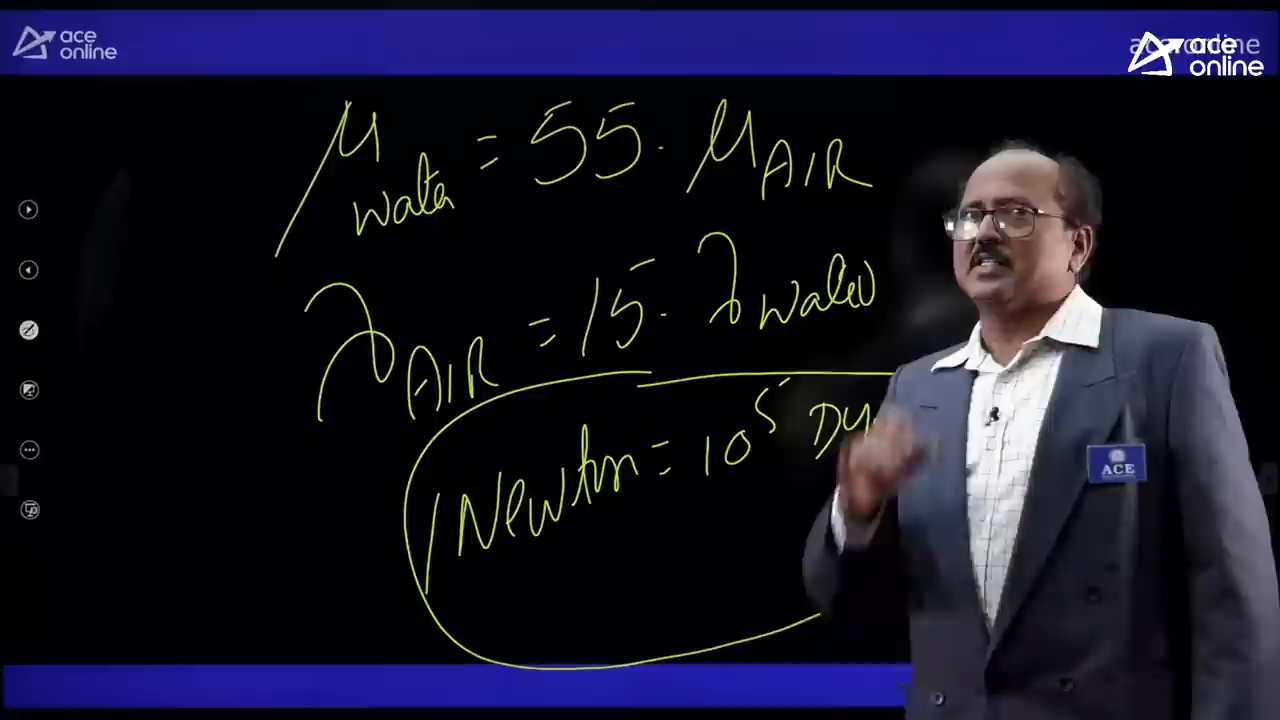 ace
online
ace
online
μ water = 55. μ AIR
ν AIR = 15. ν water
1 Newton = 10⁵ Dy
ACE